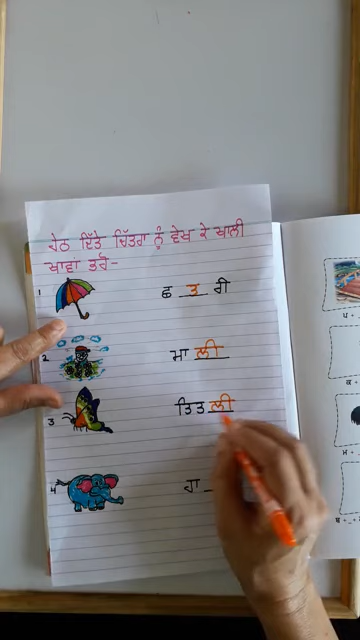 ਹੇਠ ਦਿੱਤੇ ਚਿੱਤਰਾਂ ਨੂੰ ਵੇਖ ਕੇ ਖਾਲੀ
ਥਾਵਾਂ ਭਰੋ-
1 ਛ ਤ ਰੀ
2 ਮਾ ਲੀ
3 ਤਿਤ ਲੀ
4 ਹਾ _